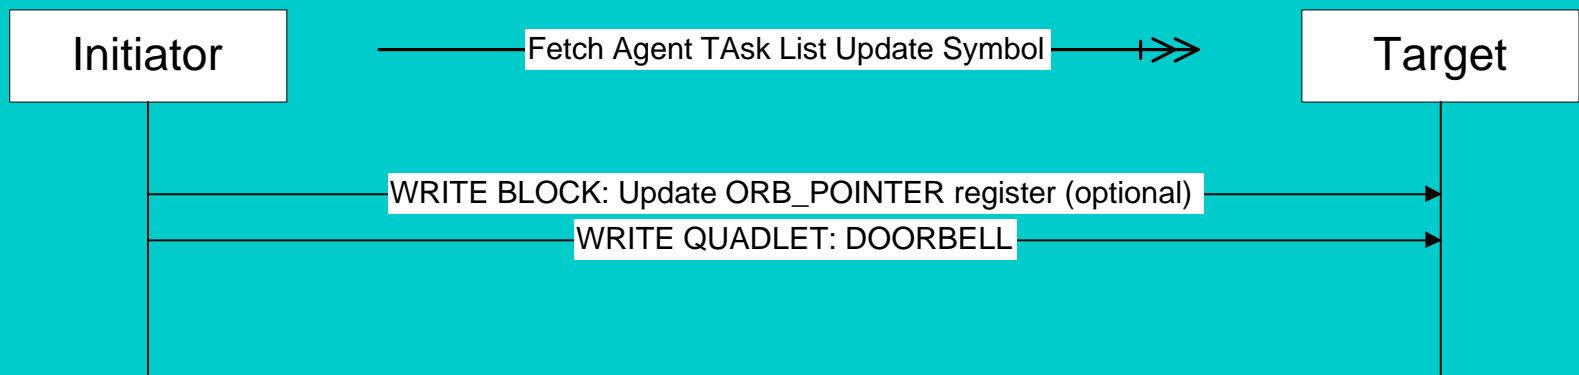 Initiator
Fetch Agent TAsk List Update Symbol
Target
WRITE BLOCK: Update ORB_POINTER register (optional)
WRITE QUADLET: DOORBELL